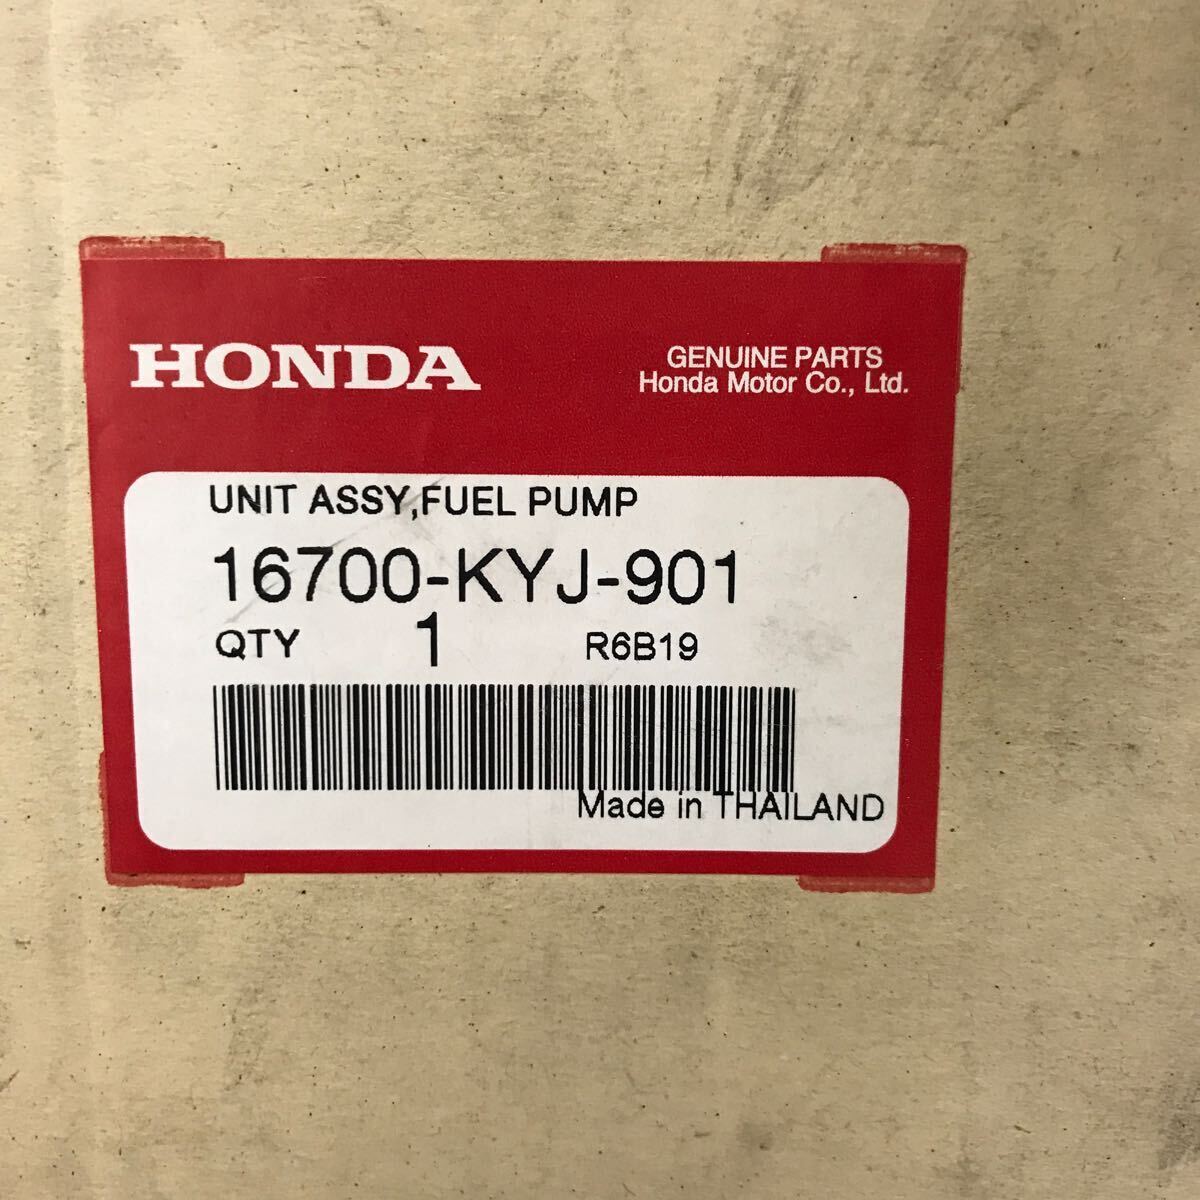 HONDA
GENUINE PARTS
Honda Motor Co., Ltd.
UNIT ASSY,FUEL PUMP
16700-KYJ-901
QTY 1 R6B19
Made in THAILAND